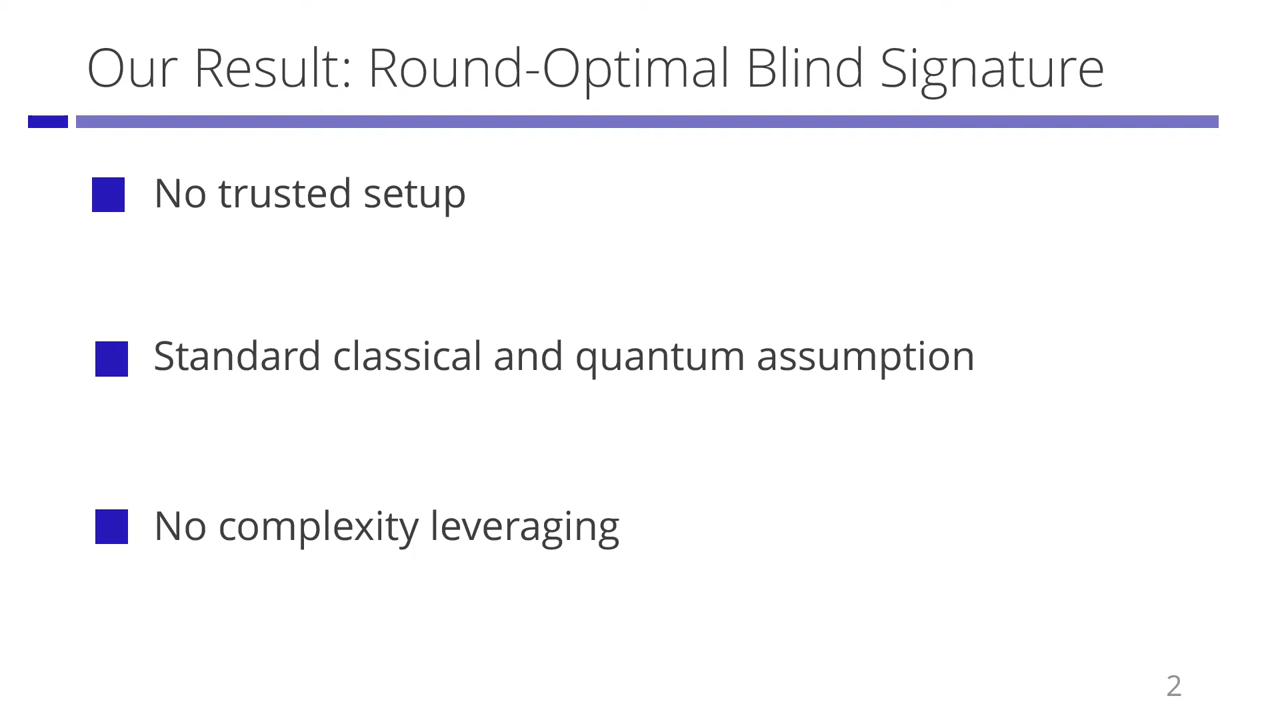 Our Result: Round-Optimal Blind Signature
No trusted setup
Standard classical and quantum assumption
No complexity leveraging
2